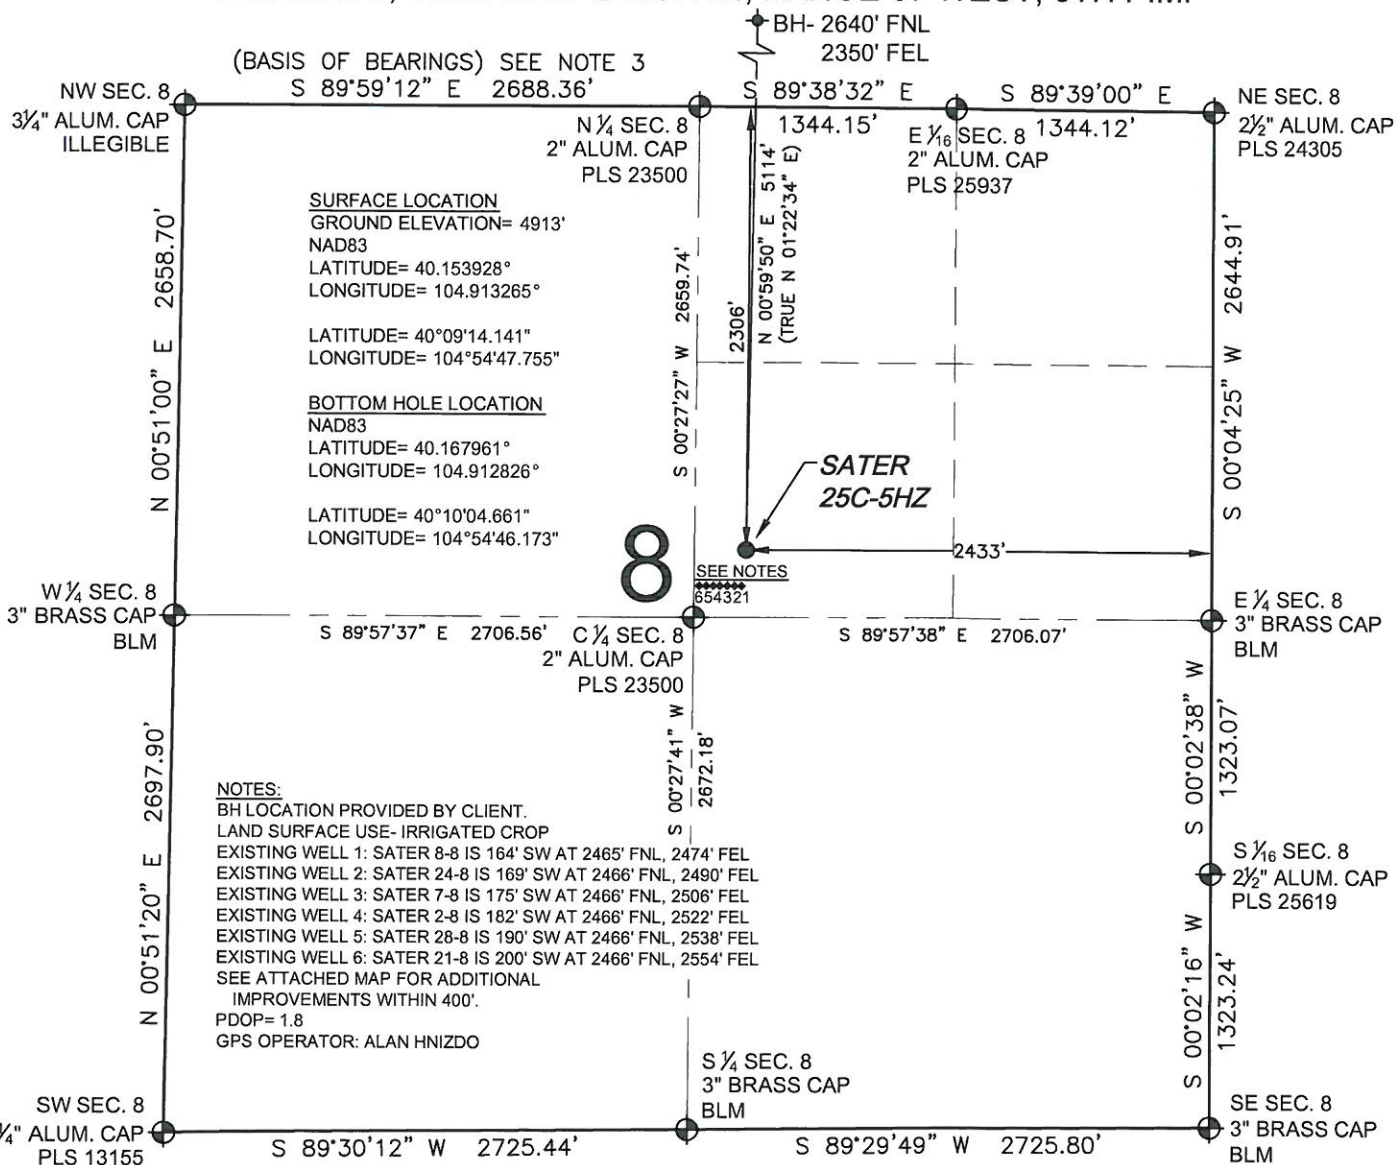 BH- 2640' FNL
2350' FEL
(BASIS OF BEARINGS) SEE NOTE 3
S 89°59'12" E 2688.36'
S 89°38'32" E
1344.15'
S 89°39'00" E
1344.12'
NW SEC. 8
3¼" ALUM. CAP
ILLEGIBLE
N ¼ SEC. 8
2" ALUM. CAP
PLS 23500
E 1/16 SEC. 8
2" ALUM. CAP
PLS 25937
NE SEC. 8
2½" ALUM. CAP
PLS 24305
SURFACE LOCATION
GROUND ELEVATION= 4913'
NAD83
LATITUDE= 40.153928°
LONGITUDE= 104.913265°
LATITUDE= 40°09'14.141"
LONGITUDE= 104°54'47.755"
BOTTOM HOLE LOCATION
NAD83
LATITUDE= 40.167961°
LONGITUDE= 104.912826°
LATITUDE= 40°10'04.661"
LONGITUDE= 104°54'46.173"
N 00°51'00" E 2658.70'
S 00°27'27" W 2659.74'
2306'
N 00°59'50" E 5114'
(TRUE N 01°22'34" E)
S 00°04'25" W 2644.91'
SATER
25C-5HZ
2433'
8
SEE NOTES
654321
W ¼ SEC. 8
3" BRASS CAP
BLM
S 89°57'37" E 2706.56'
C ¼ SEC. 8
2" ALUM. CAP
PLS 23500
S 89°57'38" E 2706.07'
E ¼ SEC. 8
3" BRASS CAP
BLM
N 00°51'20" E 2697.90'
S 00°27'41" W
2672.18'
S 00°02'38" W
1323.07'
NOTES:
BH LOCATION PROVIDED BY CLIENT.
LAND SURFACE USE- IRRIGATED CROP
EXISTING WELL 1: SATER 8-8 IS 164' SW AT 2465' FNL, 2474' FEL
EXISTING WELL 2: SATER 24-8 IS 169' SW AT 2466' FNL, 2490' FEL
EXISTING WELL 3: SATER 7-8 IS 175' SW AT 2466' FNL, 2506' FEL
EXISTING WELL 4: SATER 2-8 IS 182' SW AT 2466' FNL, 2522' FEL
EXISTING WELL 5: SATER 28-8 IS 190' SW AT 2466' FNL, 2538' FEL
EXISTING WELL 6: SATER 21-8 IS 200' SW AT 2466' FNL, 2554' FEL
SEE ATTACHED MAP FOR ADDITIONAL
IMPROVEMENTS WITHIN 400'.
PDOP= 1.8
GPS OPERATOR: ALAN HNIZDO
S 1/16 SEC. 8
2½" ALUM. CAP
PLS 25619
S 00°02'16" W
1323.24'
SW SEC. 8
¼" ALUM. CAP
PLS 13155
S 89°30'12" W 2725.44'
S ¼ SEC. 8
3" BRASS CAP
BLM
S 89°29'49" W 2725.80'
SE SEC. 8
3" BRASS CAP
BLM